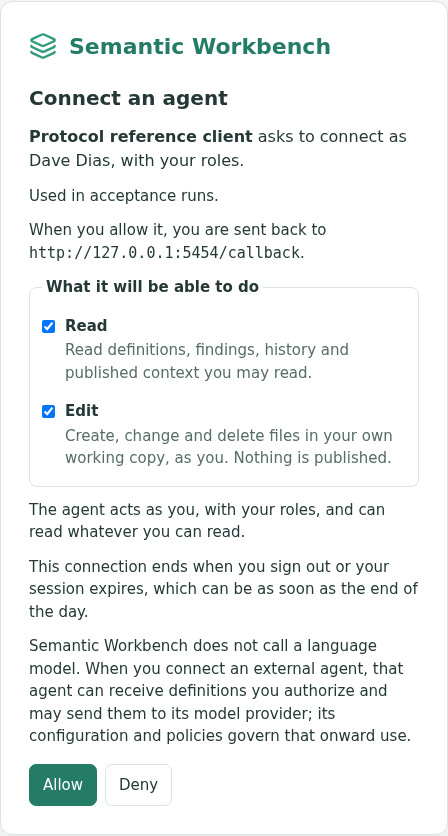 Semantic Workbench
Connect an agent
Protocol reference client asks to connect as
Dave Dias, with your roles.
Used in acceptance runs.
When you allow it, you are sent back to
http://127.0.0.1:5454/callback.
What it will be able to do
Read
Read definitions, findings, history and
published context you may read.
Edit
Create, change and delete files in your own
working copy, as you. Nothing is published.
The agent acts as you, with your roles, and can
read whatever you can read.
This connection ends when you sign out or your
session expires, which can be as soon as the end of
the day.
Semantic Workbench does not call a language
model. When you connect an external agent, that
agent can receive definitions you authorize and
may send them to its model provider; its
configuration and policies govern that onward use.
Allow Deny